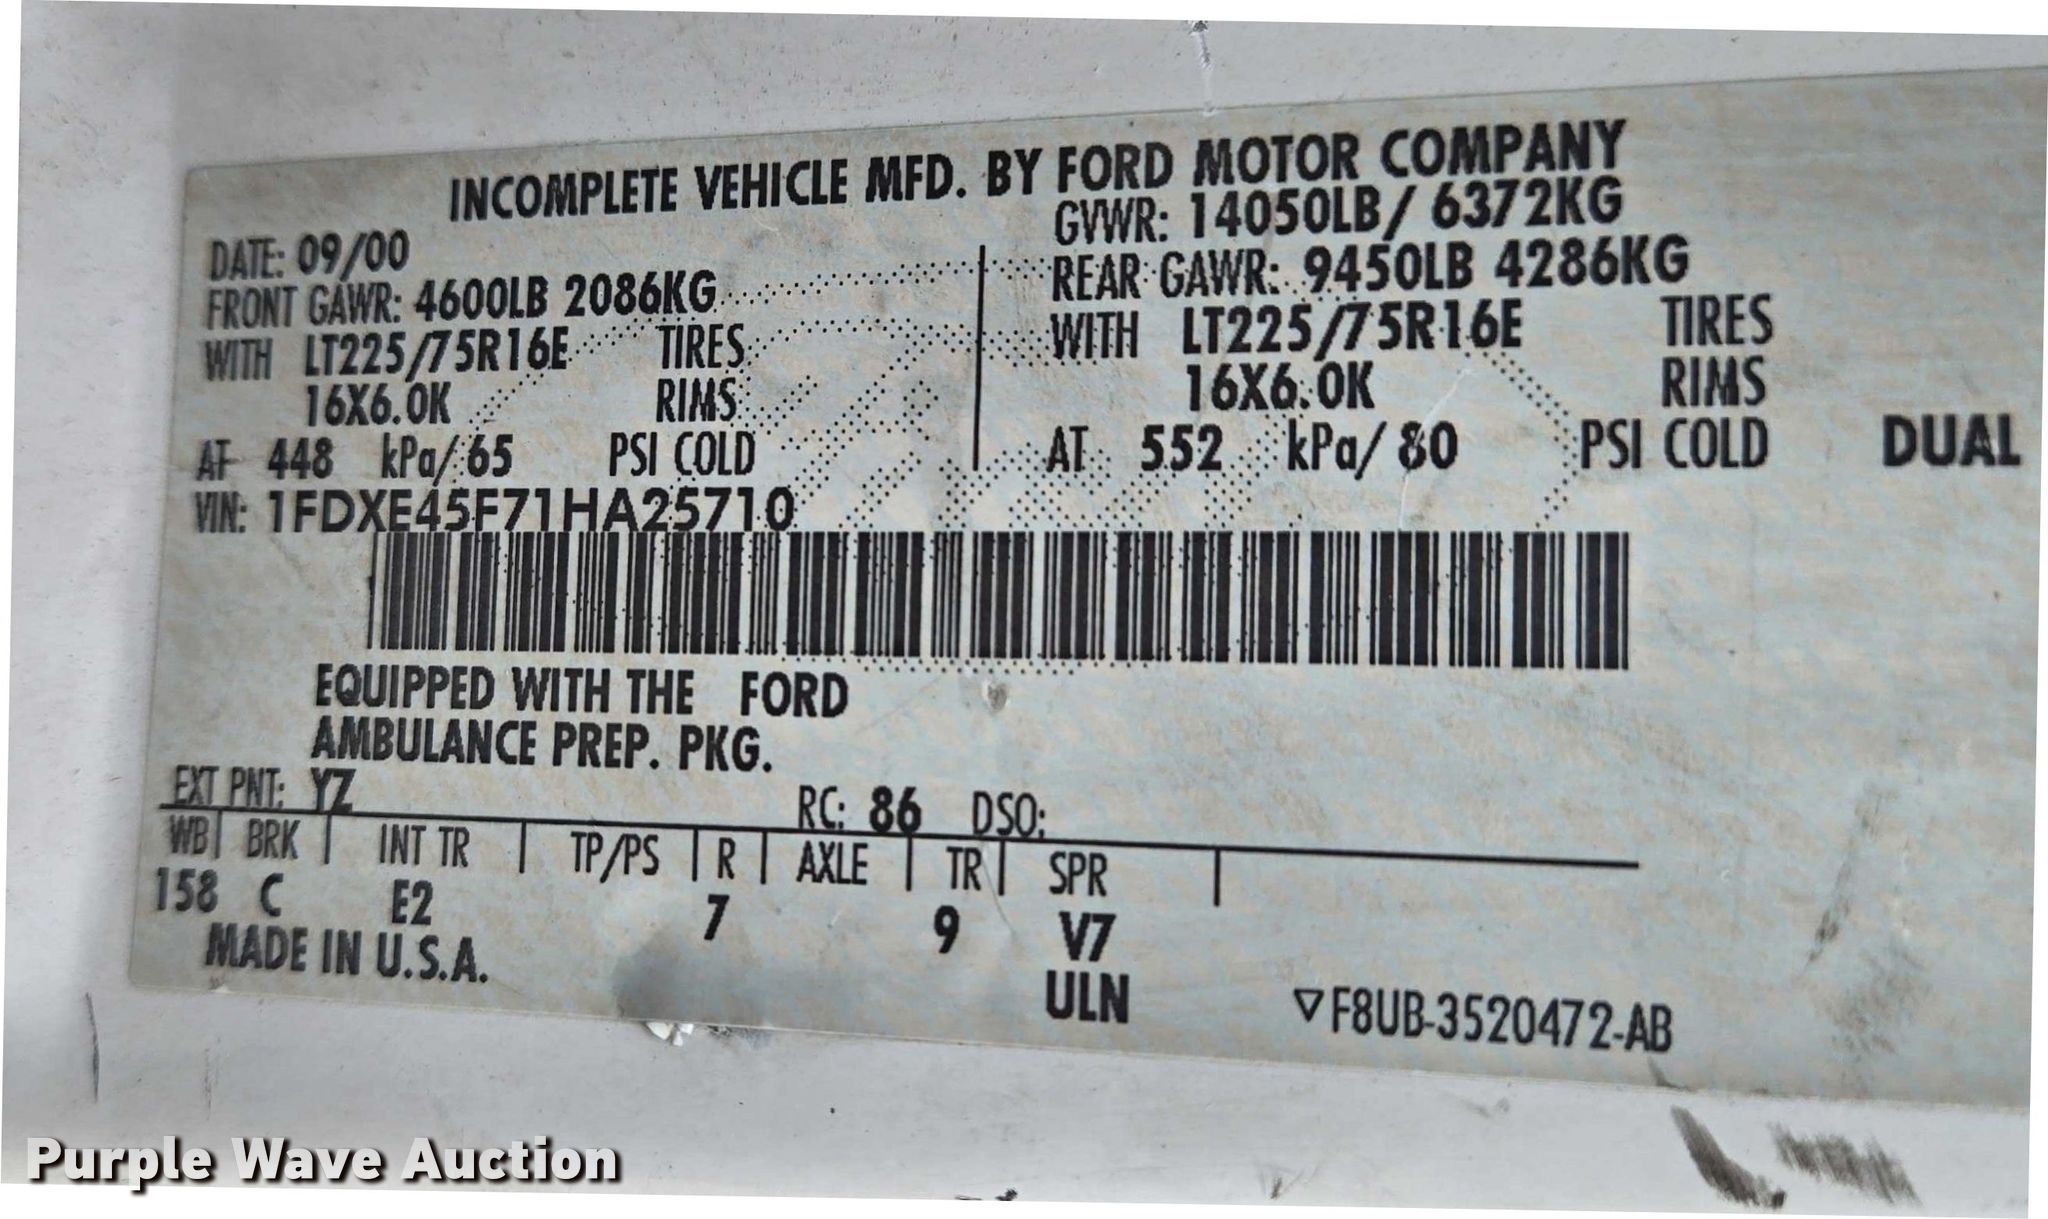 INCOMPLETE VEHICLE MFD. BY FORD MOTOR COMPANY
DATE: 09/00 GVWR: 14050LB/ 6372KG
FRONT GAWR: 4600LB 2086KG REAR GAWR: 9450LB 4286KG
WITH LT225/75R16E TIRES WITH LT225/75R16E TIRES
16X6.0K RIMS 16X6.0K RIMS
AT 448 kPa/ 65 PSI COLD AT 552 kPa/ 80 PSI COLD DUAL
VIN: 1FDXE45F71HA25710
EQUIPPED WITH THE FORD
AMBULANCE PREP. PKG.
EXT PNT: YZ RC: 86 DSO:
WB | BRK | INT TR | TP/PS | R | AXLE | TR | SPR |
158 C E2 7 9 V7
MADE IN U.S.A. ULN ▽F8UB-3520472-AB
Purple Wave Auction